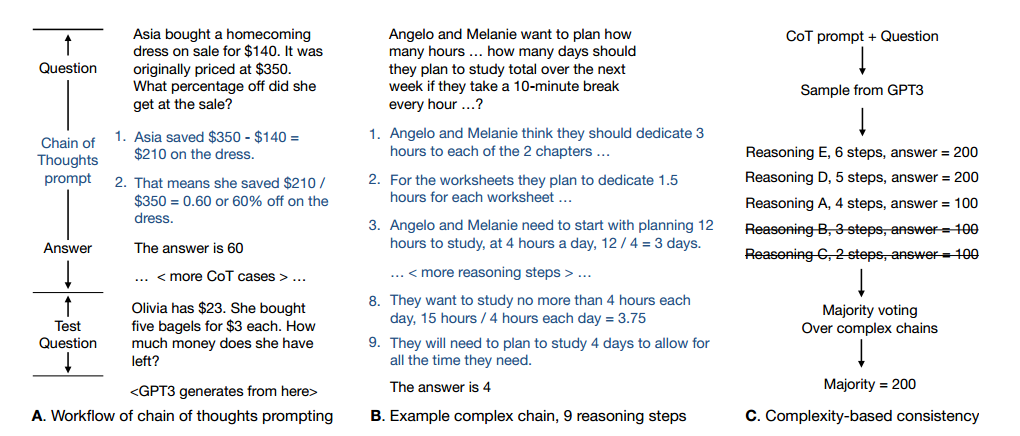 Question
Chain of
Thoughts
prompt
Answer
Test
Question
Asia bought a homecoming
dress on sale for $140. It was
originally priced at $350.
What percentage off did she
get at the sale?
1. Asia saved $350 - $140 =
$210 on the dress.
2. That means she saved $210 /
$350 = 0.60 or 60% off on the
dress.
The answer is 60
... < more CoT cases > ...
Olivia has $23. She bought
five bagels for $3 each. How
much money does she have
left?
<GPT3 generates from here>
A. Workflow of chain of thoughts prompting
Angelo and Melanie want to plan how
many hours ... how many days should
they plan to study total over the next
week if they take a 10-minute break
every hour ...?
1. Angelo and Melanie think they should dedicate 3
hours to each of the 2 chapters ...
2. For the worksheets they plan to dedicate 1.5
hours for each worksheet ...
3. Angelo and Melanie need to start with planning 12
hours to study, at 4 hours a day, 12 / 4 = 3 days.
... < more reasoning steps > ...
8. They want to study no more than 4 hours each
day, 15 hours / 4 hours each day = 3.75
9. They will need to plan to study 4 days to allow for
all the time they need.
The answer is 4
B. Example complex chain, 9 reasoning steps
CoT prompt + Question
Sample from GPT3
Reasoning E, 6 steps, answer = 200
Reasoning D, 5 steps, answer = 200
Reasoning A, 4 steps, answer = 100
Reasoning B, 3 steps, answer = 100
Reasoning C, 2 steps, answer = 100
Majority voting
Over complex chains
Majority = 200
C. Complexity-based consistency